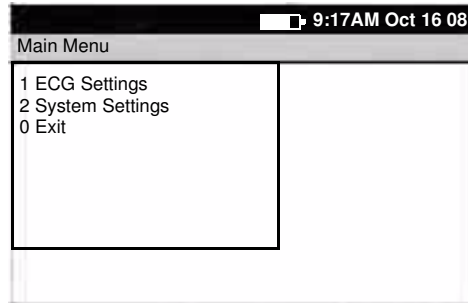 9:17AM Oct 16 08
Main Menu
1 ECG Settings
2 System Settings
0 Exit